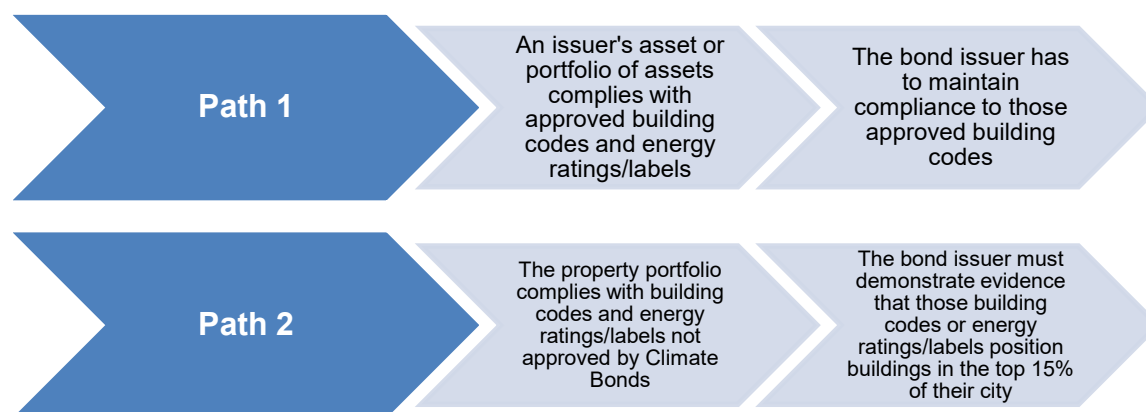 Path 1
An issuer's asset or
portfolio of assets
complies with
approved building
codes and energy
ratings/labels
The bond issuer has
to maintain
compliance to those
approved building
codes
Path 2
The property portfolio
complies with building
codes and energy
ratings/labels not
approved by Climate
Bonds
The bond issuer must
demonstrate evidence
that those building
codes or energy
ratings/labels position
buildings in the top 15%
of their city